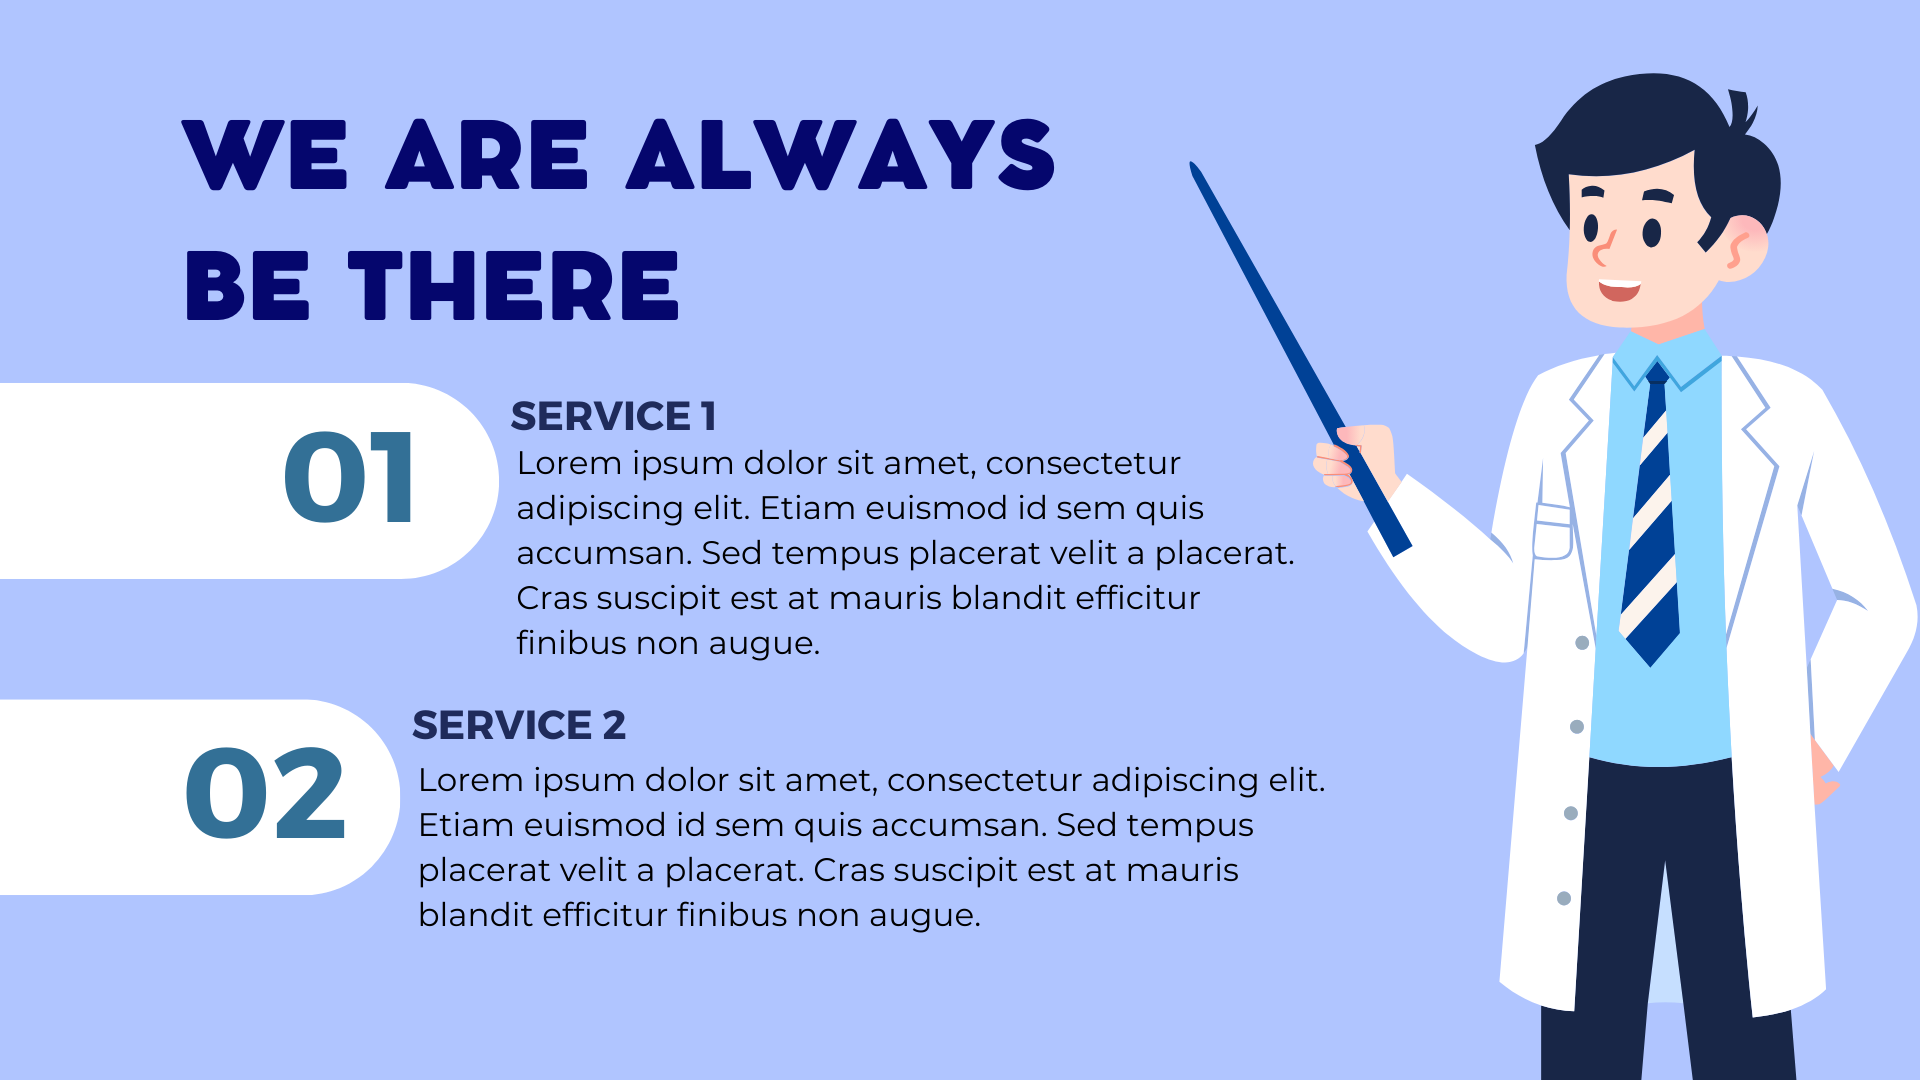 WE ARE ALWAYS
BE THERE
01
SERVICE 1
Lorem ipsum dolor sit amet, consectetur
adipiscing elit. Etiam euismod id sem quis
accumsan. Sed tempus placerat velit a placerat.
Cras suscipit est at mauris blandit efficitur
finibus non augue.
02
SERVICE 2
Lorem ipsum dolor sit amet, consectetur adipiscing elit.
Etiam euismod id sem quis accumsan. Sed tempus
placerat velit a placerat. Cras suscipit est at mauris
blandit efficitur finibus non augue.